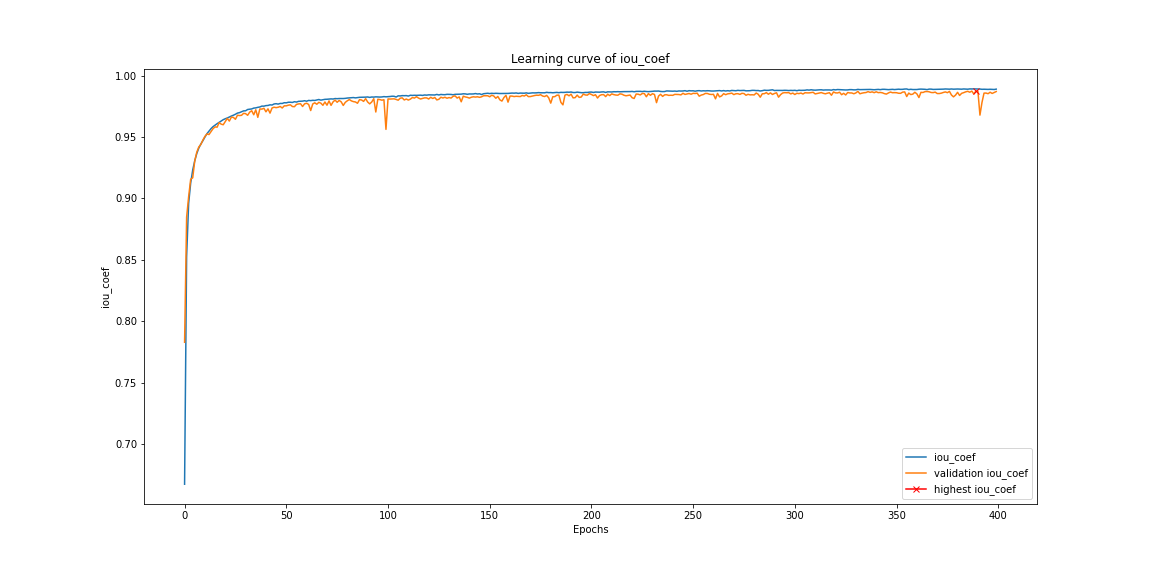 Learning curve of iou_coef
1.00
0.95
0.90
0.85
0.80
0.75
0.70
iou_coef
0 50 100 150 200 250 300 350 400
Epochs
iou_coef
validation iou_coef
highest iou_coef